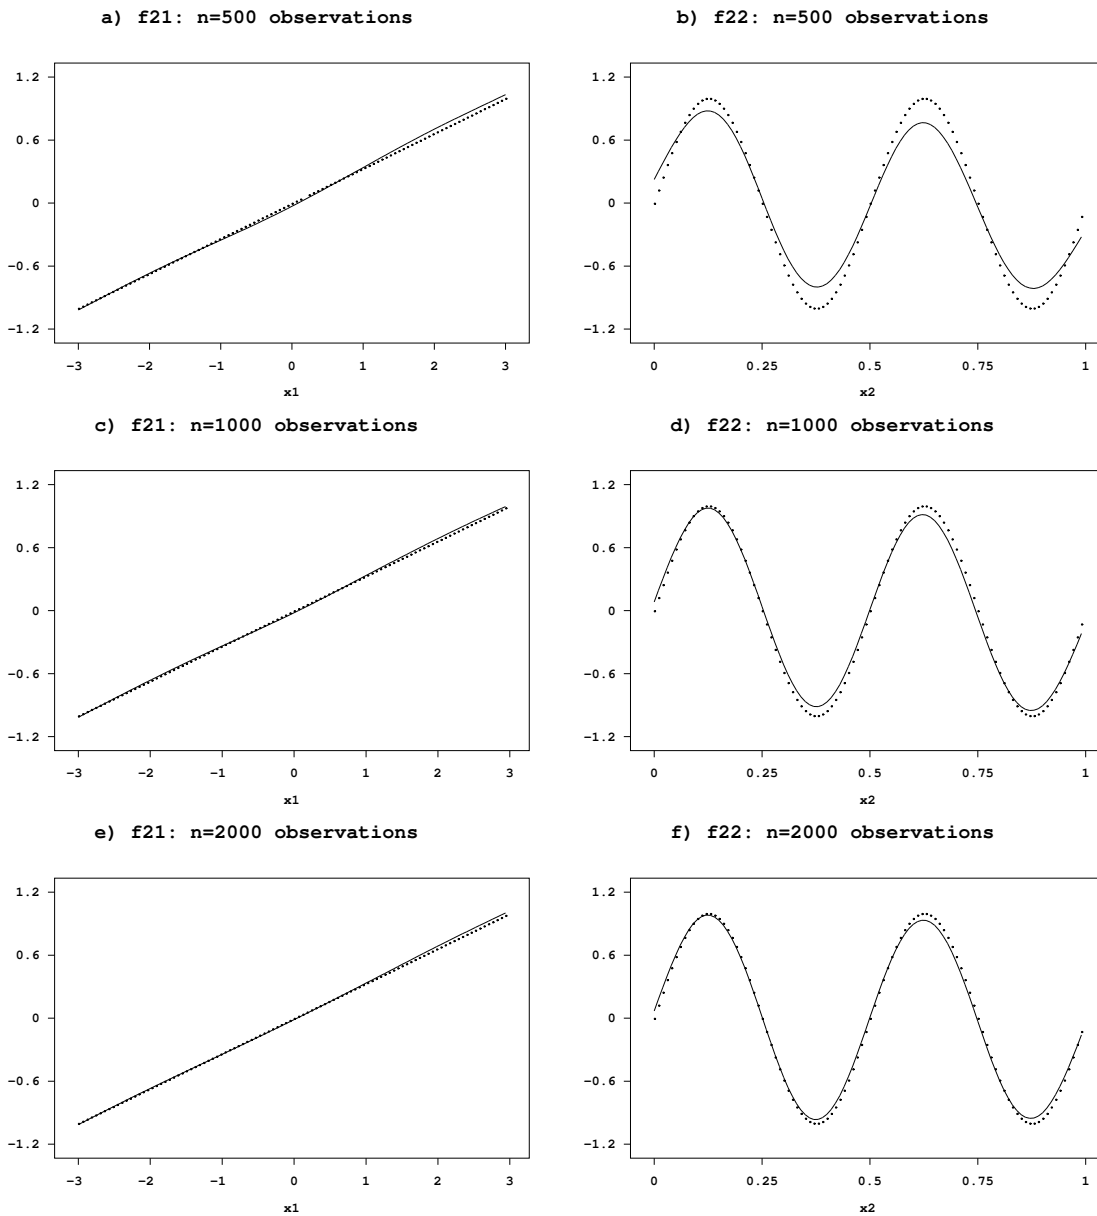 a) f21: n=500 observations
1.2
0.6
0
−0.6
−1.2
−3 −2 −1 0 1 2 3
x1
b) f22: n=500 observations
1.2
0.6
0
−0.6
−1.2
0 0.25 0.5 0.75 1
x2
c) f21: n=1000 observations
1.2
0.6
0
−0.6
−1.2
−3 −2 −1 0 1 2 3
x1
d) f22: n=1000 observations
1.2
0.6
0
−0.6
−1.2
0 0.25 0.5 0.75 1
x2
e) f21: n=2000 observations
1.2
0.6
0
−0.6
−1.2
−3 −2 −1 0 1 2 3
x1
f) f22: n=2000 observations
1.2
0.6
0
−0.6
−1.2
0 0.25 0.5 0.75 1
x2